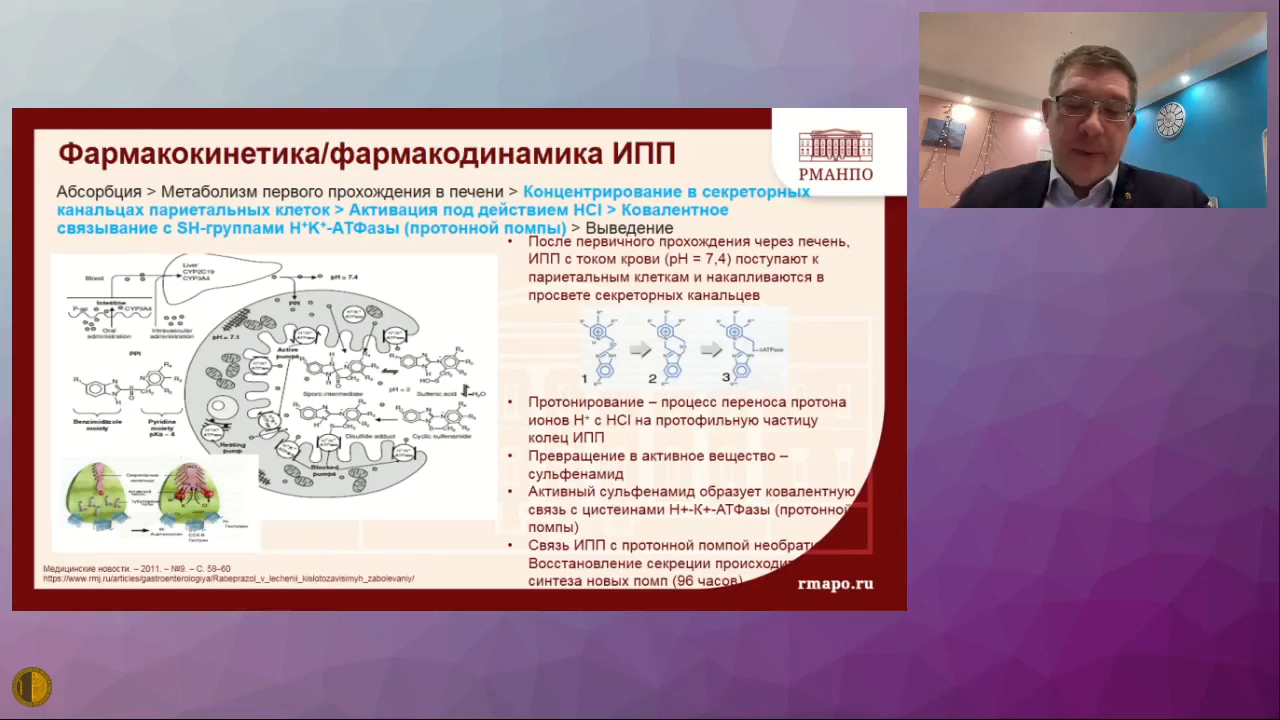 Фармакокинетика/фармакодинамика ИПП
РМАНПО
Абсорбция > Метаболизм первого прохождения в печени > Концентрирование в секреторных
канальцах париетальных клеток > Активация под действием HCl > Ковалентное
связывание с SH-группами H⁺K⁺-АТФазы (протонной помпы) > Выведение
• После первичного прохождения через печень,
ИПП с током крови (pH = 7,4) поступают к
париетальным клеткам и накапливаются в
просвете секреторных канальцев
1 2 3
• Протонирование – процесс переноса протона
ионов H⁺ с HCl на протофильную частицу
колец ИПП
• Превращение в активное вещество –
сульфенамид
• Активный сульфенамид образует ковалентную
связь с цистеинами H+-К+-АТФазы (протонной
помпы)
• Связь ИПП с протонной помпой
Восстановление секреции
синтеза новых помп (96 часов)
Blood
Liver
CYP2C19
CYP3A4
pH = 7.4
PPI
Intestine
CYP3A4
Oral
administration
Intravascular
administration
pH = 7.1
Active
pumps
PPI
Benzimidazole
moiety
Pyridine
moiety
pKa ~ 4
Spiro intermediate
pH < 2
Sulfenic acid
H₂O
Disulfide adduct
Cyclic sulfenamide
Resting
pump
Blocked
pumps
Медицинские новости. – 2011. – №9. – С. 58–60
https://www.rmj.ru/articles/gastroenterologiya/Rabeprazol_v_lechenii_kislotozavisimyh_zabolevaniy/
rmapo.ru